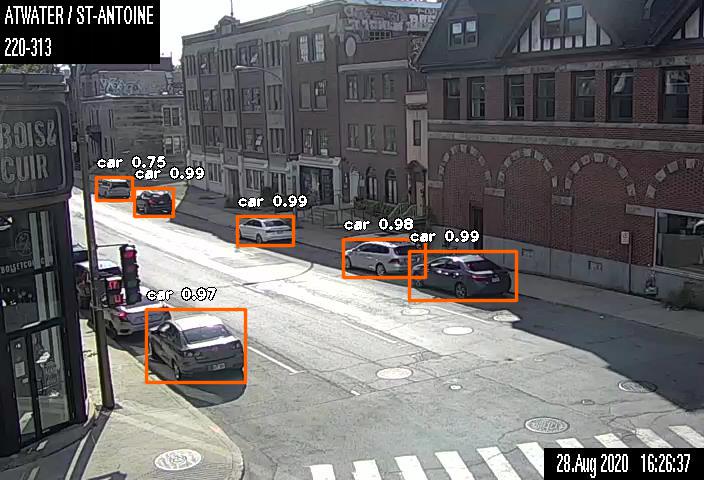 ATWATER / ST-ANTOINE
220-313
BOIS&
CUIR
car 0.75
car 0.99
car 0.99
car 0.98
car 0.99
car 0.97
28.Aug 2020 16:26:37